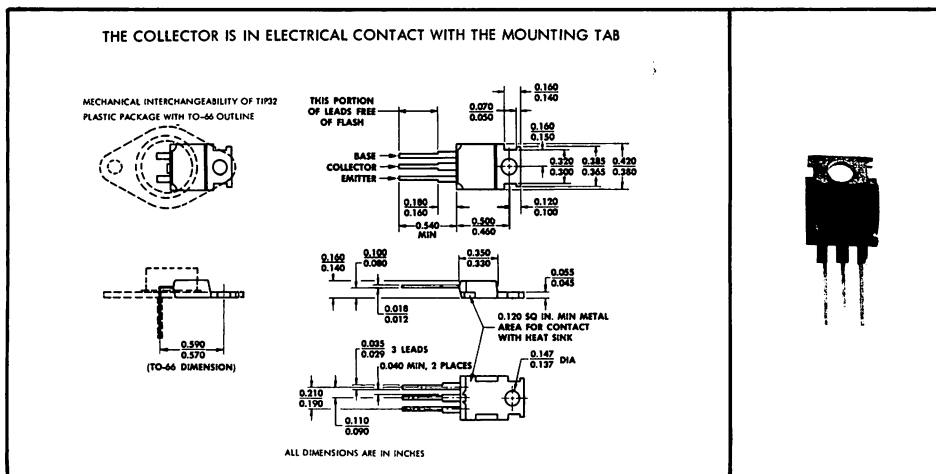 THE COLLECTOR IS IN ELECTRICAL CONTACT WITH THE MOUNTING TAB
MECHANICAL INTERCHANGEABILITY OF TIP32
PLASTIC PACKAGE WITH TO-66 OUTLINE
THIS PORTION
OF LEADS FREE
OF FLASH
0.160
0.140
0.070
0.050
0.160
0.150
BASE
COLLECTOR
EMITTER
0.320
0.300
0.385
0.365
0.420
0.380
0.180
0.160
0.540
MIN
0.500
0.460
0.120
0.100
0.160
0.140
0.100
0.080
0.350
0.330
0.055
0.045
0.018
0.012
0.120 SQ IN. MIN METAL
AREA FOR CONTACT
WITH HEAT SINK
0.590
0.570
(TO-66 DIMENSION)
0.035
0.029 3 LEADS
0.040 MIN, 2 PLACES
0.147
0.137 DIA
0.210
0.190
0.110
0.090
ALL DIMENSIONS ARE IN INCHES